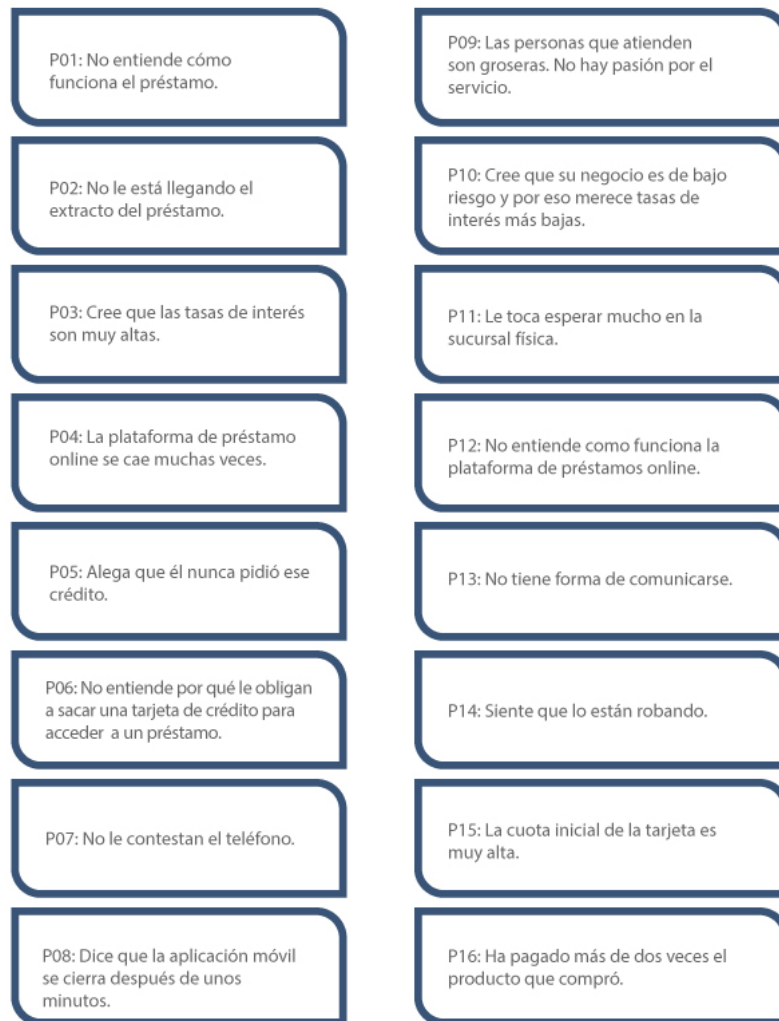 P01: No entiende cómo
funciona el préstamo.
P02: No le está llegando el
extracto del préstamo.
P03: Cree que las tasas de interés
son muy altas.
P04: La plataforma de préstamo
online se cae muchas veces.
P05: Alega que él nunca pidió ese
crédito.
P06: No entiende por qué le obligan
a sacar una tarjeta de crédito para
acceder a un préstamo.
P07: No le contestan el teléfono.
P08: Dice que la aplicación móvil
se cierra después de unos
minutos.
P09: Las personas que atienden
son groseras. No hay pasión por el
servicio.
P10: Cree que su negocio es de bajo
riesgo y por eso merece tasas de
interés más bajas.
P11: Le toca esperar mucho en la
sucursal física.
P12: No entiende como funciona la
plataforma de préstamos online.
P13: No tiene forma de comunicarse.
P14: Siente que lo están robando.
P15: La cuota inicial de la tarjeta es
muy alta.
P16: Ha pagado más de dos veces el
producto que compró.